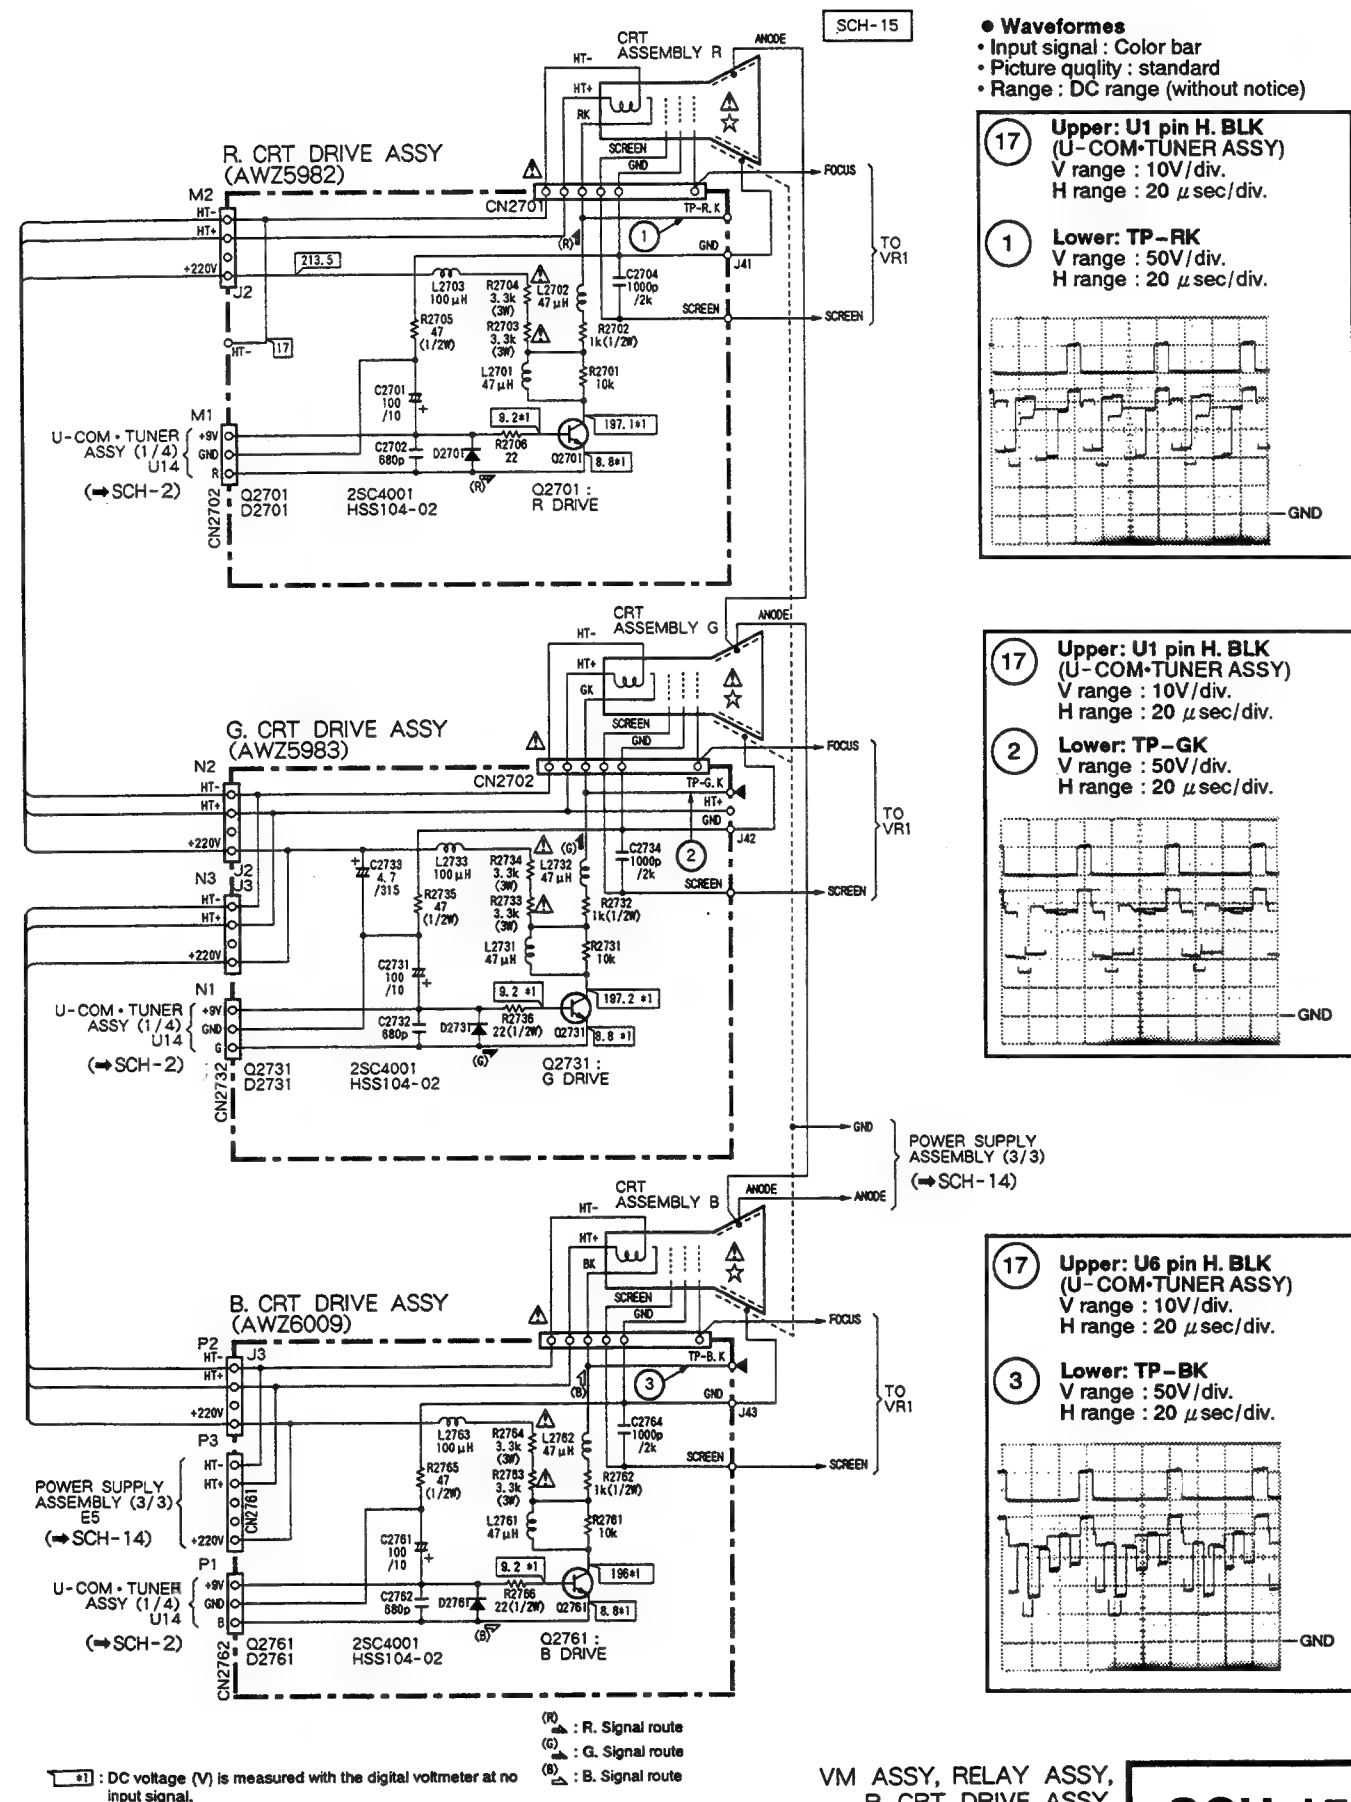 SCH-15
● Waveformes
• Input signal : Color bar
• Picture quqlity : standard
• Range : DC range (without notice)
CRT
ASSEMBLY R
ANODE
HT-
HT+
RK
SCREEN
GND
FOCUS
R. CRT DRIVE ASSY
(AWZ5982)
M2
HT-
HT+
+220V
J2
CN2701
TP-R.K
(R)
1
GND
J41
TO
VR1
213.5
L2703
100μH
R2704
3.3k
(3W)
L2702
47μH
C2704
1000p
/2k
SCREEN
SCREEN
R2705
47
(1/2W)
R2703
3.3k
(3W)
R2702
1k(1/2W)
HT-
17
L2701
47μH
R2701
10k
C2701
100
/10
M1
U-COM•TUNER
ASSY (1/4)
U14
(➡SCH-2)
+9V
GND
R
CN2702
9.2*1
197.1*1
C2702
680p
D2701
R2706
22
Q2701
8.8*1
(R)
Q2701
D2701
2SC4001
HSS104-02
Q2701 :
R DRIVE
17
Upper: U1 pin H. BLK
(U-COM•TUNER ASSY)
V range : 10V/div.
H range : 20 μsec/div.
1
Lower: TP-RK
V range : 50V/div.
H range : 20 μsec/div.
GND
CRT
ASSEMBLY G
ANODE
HT-
HT+
GK
SCREEN
GND
FOCUS
G. CRT DRIVE ASSY
(AWZ5983)
N2
HT-
HT+
+220V
J2
CN2702
TP-G.K
HT+
GND
J42
TO
VR1
C2733
4.7
/315
L2733
100μH
R2734
3.3k
(3W)
L2732
47μH
(G)
C2734
1000p
/2k
2
SCREEN
SCREEN
N3
J3
HT-
HT+
+220V
R2735
47
(1/2W)
R2733
3.3k
(3W)
R2732
1k(1/2W)
L2731
47μH
R2731
10k
C2731
100
/10
N1
U-COM•TUNER
ASSY (1/4)
U14
(➡SCH-2)
+9V
GND
G
CN2732
9.2 *1
197.2 *1
C2732
680p
D2731
R2736
22(1/2W)
Q2731
8.8 *1
(G)
Q2731
D2731
2SC4001
HSS104-02
Q2731 :
G DRIVE
17
Upper: U1 pin H. BLK
(U-COM•TUNER ASSY)
V range : 10V/div.
H range : 20 μsec/div.
2
Lower: TP-GK
V range : 50V/div.
H range : 20 μsec/div.
GND
GND
POWER SUPPLY
ASSEMBLY (3/3)
(➡SCH-14)
ANODE
CRT
ASSEMBLY B
ANODE
HT-
HT+
BK
SCREEN
GND
FOCUS
B. CRT DRIVE ASSY
(AWZ6009)
P2
J3
HT-
HT+
+220V
TP-B.K
(B)
3
GND
J43
TO
VR1
L2763
100μH
R2764
3.3k
(3W)
L2762
47μH
C2764
1000p
/2k
SCREEN
SCREEN
P3
POWER SUPPLY
ASSEMBLY (3/3)
E5
(➡SCH-14)
HT-
HT+
+220V
CN2761
R2765
47
(1/2W)
R2763
3.3k
(3W)
R2762
1k(1/2W)
L2761
47μH
R2761
10k
C2761
100
/10
P1
U-COM•TUNER
ASSY (1/4)
U14
(➡SCH-2)
+9V
GND
B
CN2762
9.2 *1
196*1
C2762
680p
D2761
R2766
22(1/2W)
Q2761
8.8*1
(B)
Q2761
D2761
2SC4001
HSS104-02
Q2761 :
B DRIVE
17
Upper: U6 pin H. BLK
(U-COM•TUNER ASSY)
V range : 10V/div.
H range : 20 μsec/div.
3
Lower: TP-BK
V range : 50V/div.
H range : 20 μsec/div.
GND
(R) : R. Signal route
(G) : G. Signal route
(B) : B. Signal route
*1 : DC voltage (V) is measured with the digital voltmeter at no
input signal.
VM ASSY, RELAY ASSY,
R. CRT DRIVE ASSY,